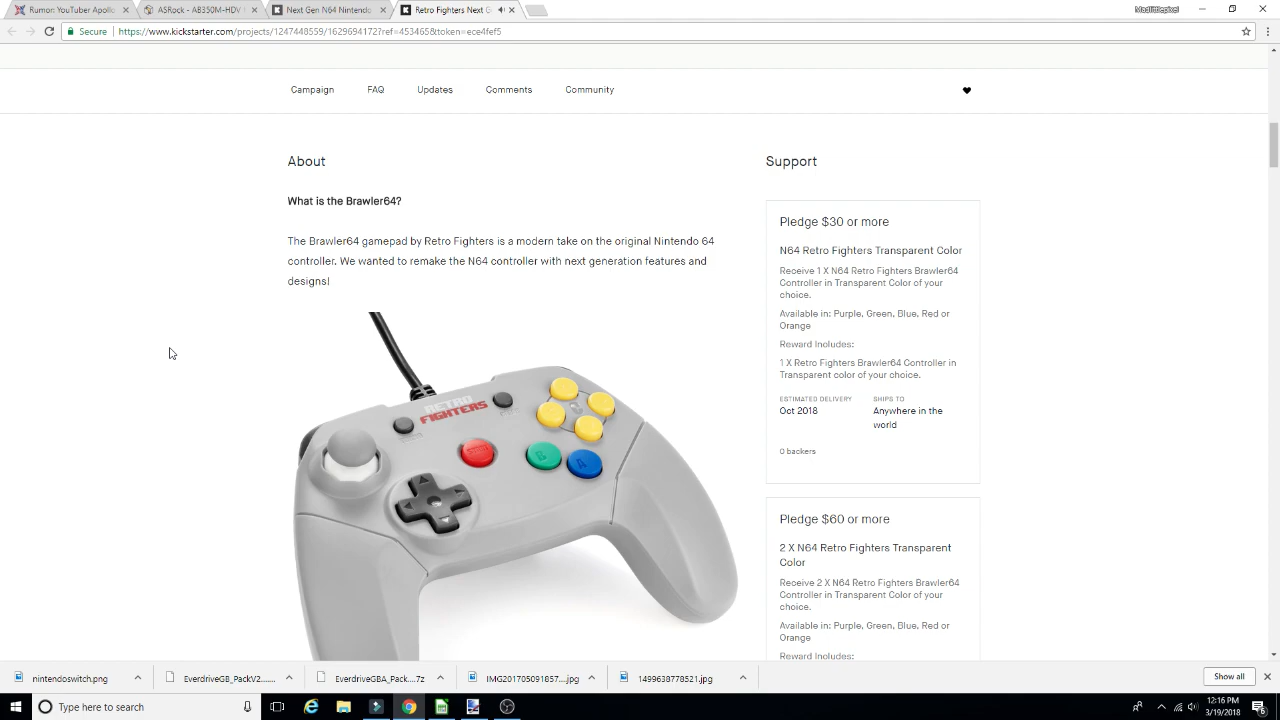 Rumor: YouTuber Apollo
ASRock - AB350M-HDV
Next Gen N64 Nintendo
Retro Fighters Next G
Madlittlepixel
Secure
https://www.kickstarter.com/projects/1247448559/1629694172?ref=453465&token=ece4fef5
Campaign
FAQ
Updates
Comments
Community
About
What is the Brawler64?
The Brawler64 gamepad by Retro Fighters is a modern take on the original Nintendo 64
controller. We wanted to remake the N64 controller with next generation features and
designs!
RETRO
FIGHTERS
START
B
A
Support
Pledge $30 or more
N64 Retro Fighters Transparent Color
Receive 1 X N64 Retro Fighters Brawler64
Controller in Transparent Color of your
choice.
Available in: Purple, Green, Blue, Red or
Orange
Reward Includes:
1 X Retro Fighters Brawler64 Controller in
Transparent color of your choice.
ESTIMATED DELIVERY
Oct 2018
SHIPS TO
Anywhere in the
world
0 backers
Pledge $60 or more
2 X N64 Retro Fighters Transparent
Color
Receive 2 X N64 Retro Fighters Brawler64
Controller in Transparent Color of your
choice.
Available in: Purple, Green, Blue, Red or
Orange
Reward Includes:
nintendoswitch.png
EverdriveGB_PackV2......
EverdriveGBA_Pack....7z
IMG201705091837....jpg
1499638778521.jpg
Show all
Type here to search
12:16 PM
3/19/2018
6